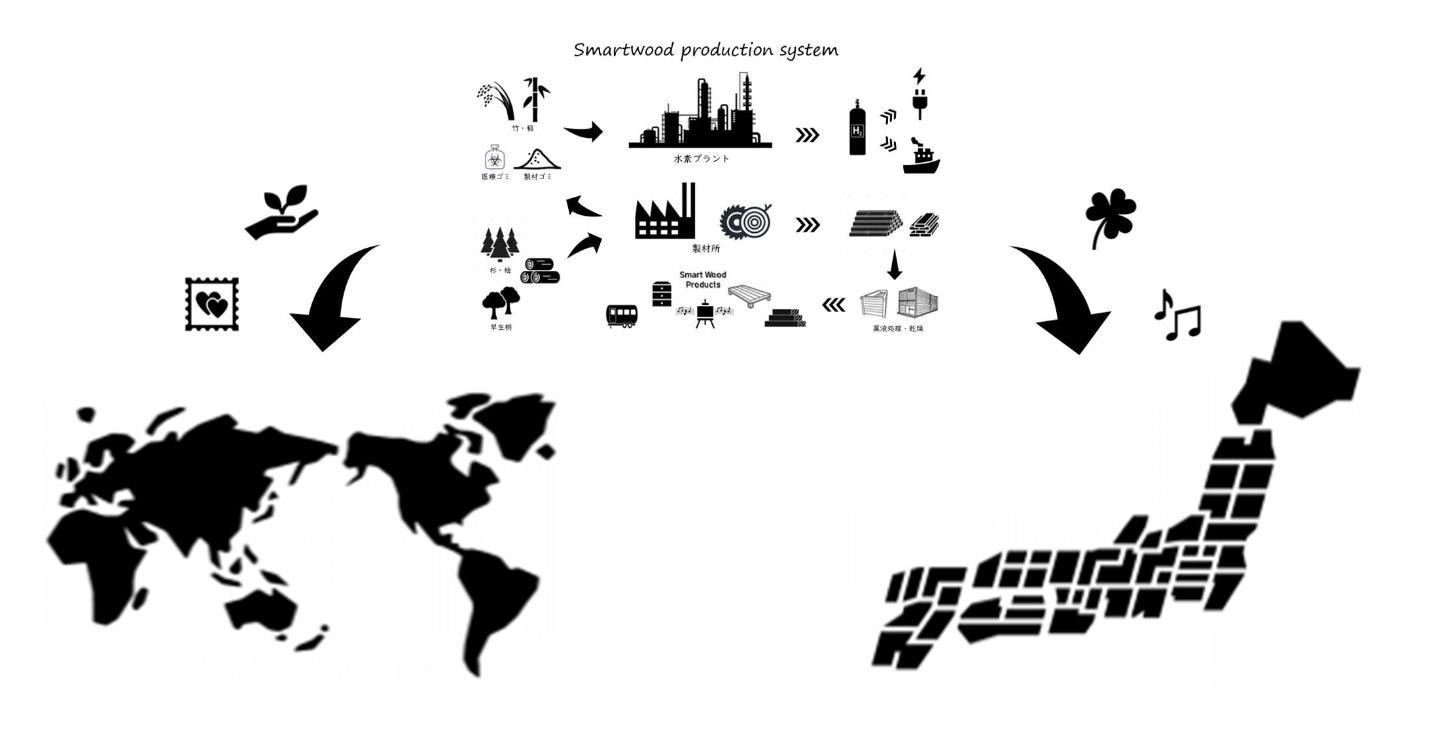 Smartwood production system
竹・稲
水素プラント
H2
医療ゴミ
製材ゴミ
製材所
杉・桧
早生桐
Smart Wood
Products
薬液処理・乾燥